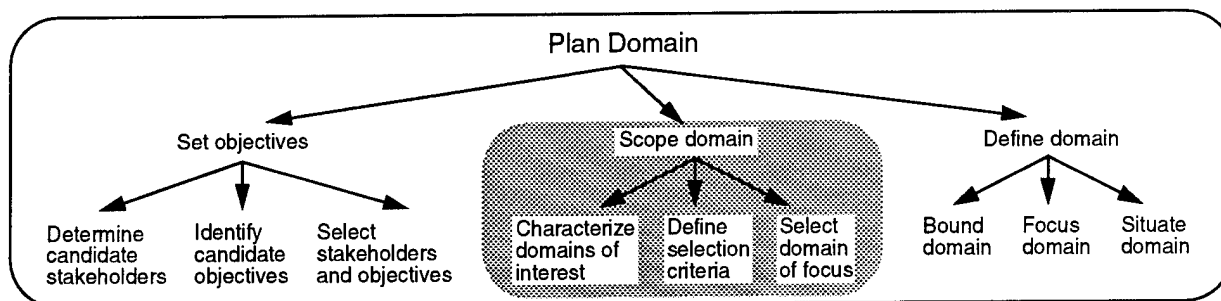 Plan Domain
Set objectives
Scope domain
Define domain
Determine
candidate
stakeholders
Identify
candidate
objectives
Select
stakeholders
and objectives
Characterize
domains of
interest
Define
selection
criteria
Select
domain
of focus
Bound
domain
Focus
domain
Situate
domain